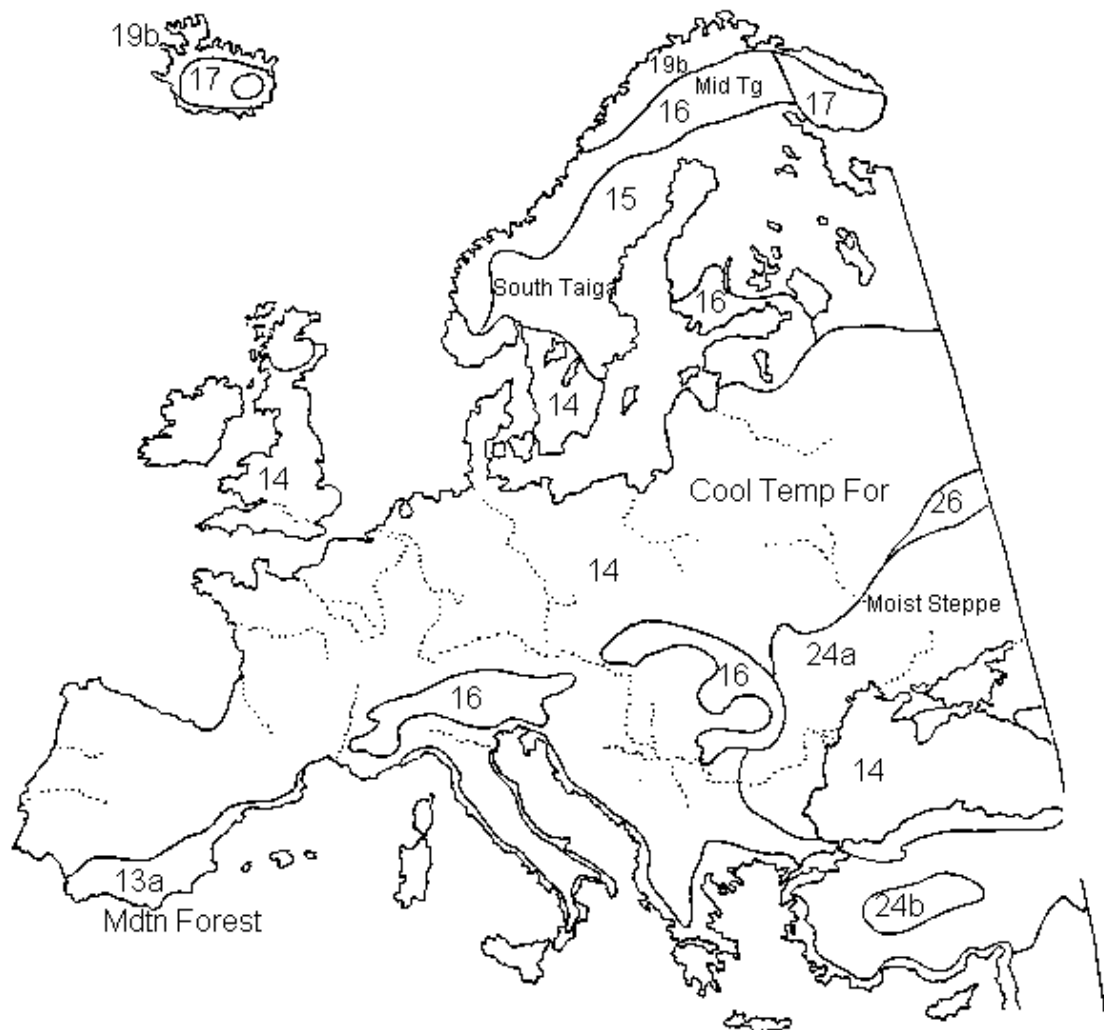 19b
17
19b
Mid Tg
16
17
15
South Taiga
16
14
14
Cool Temp For
26
14
Moist Steppe
24a
16
16
14
13a
Mdtn Forest
24b